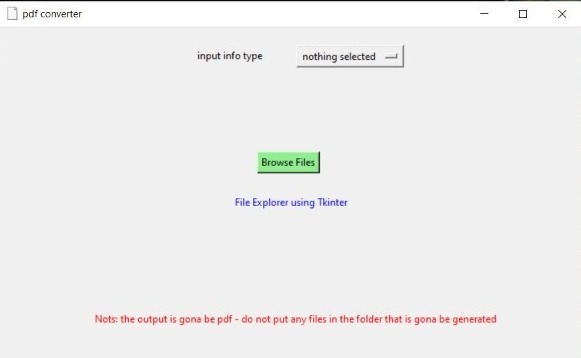 pdf converter
input info type nothing selected
Browse Files
File Explorer using Tkinter
Nots: the output is gona be pdf - do not put any files in the folder that is gona be generated